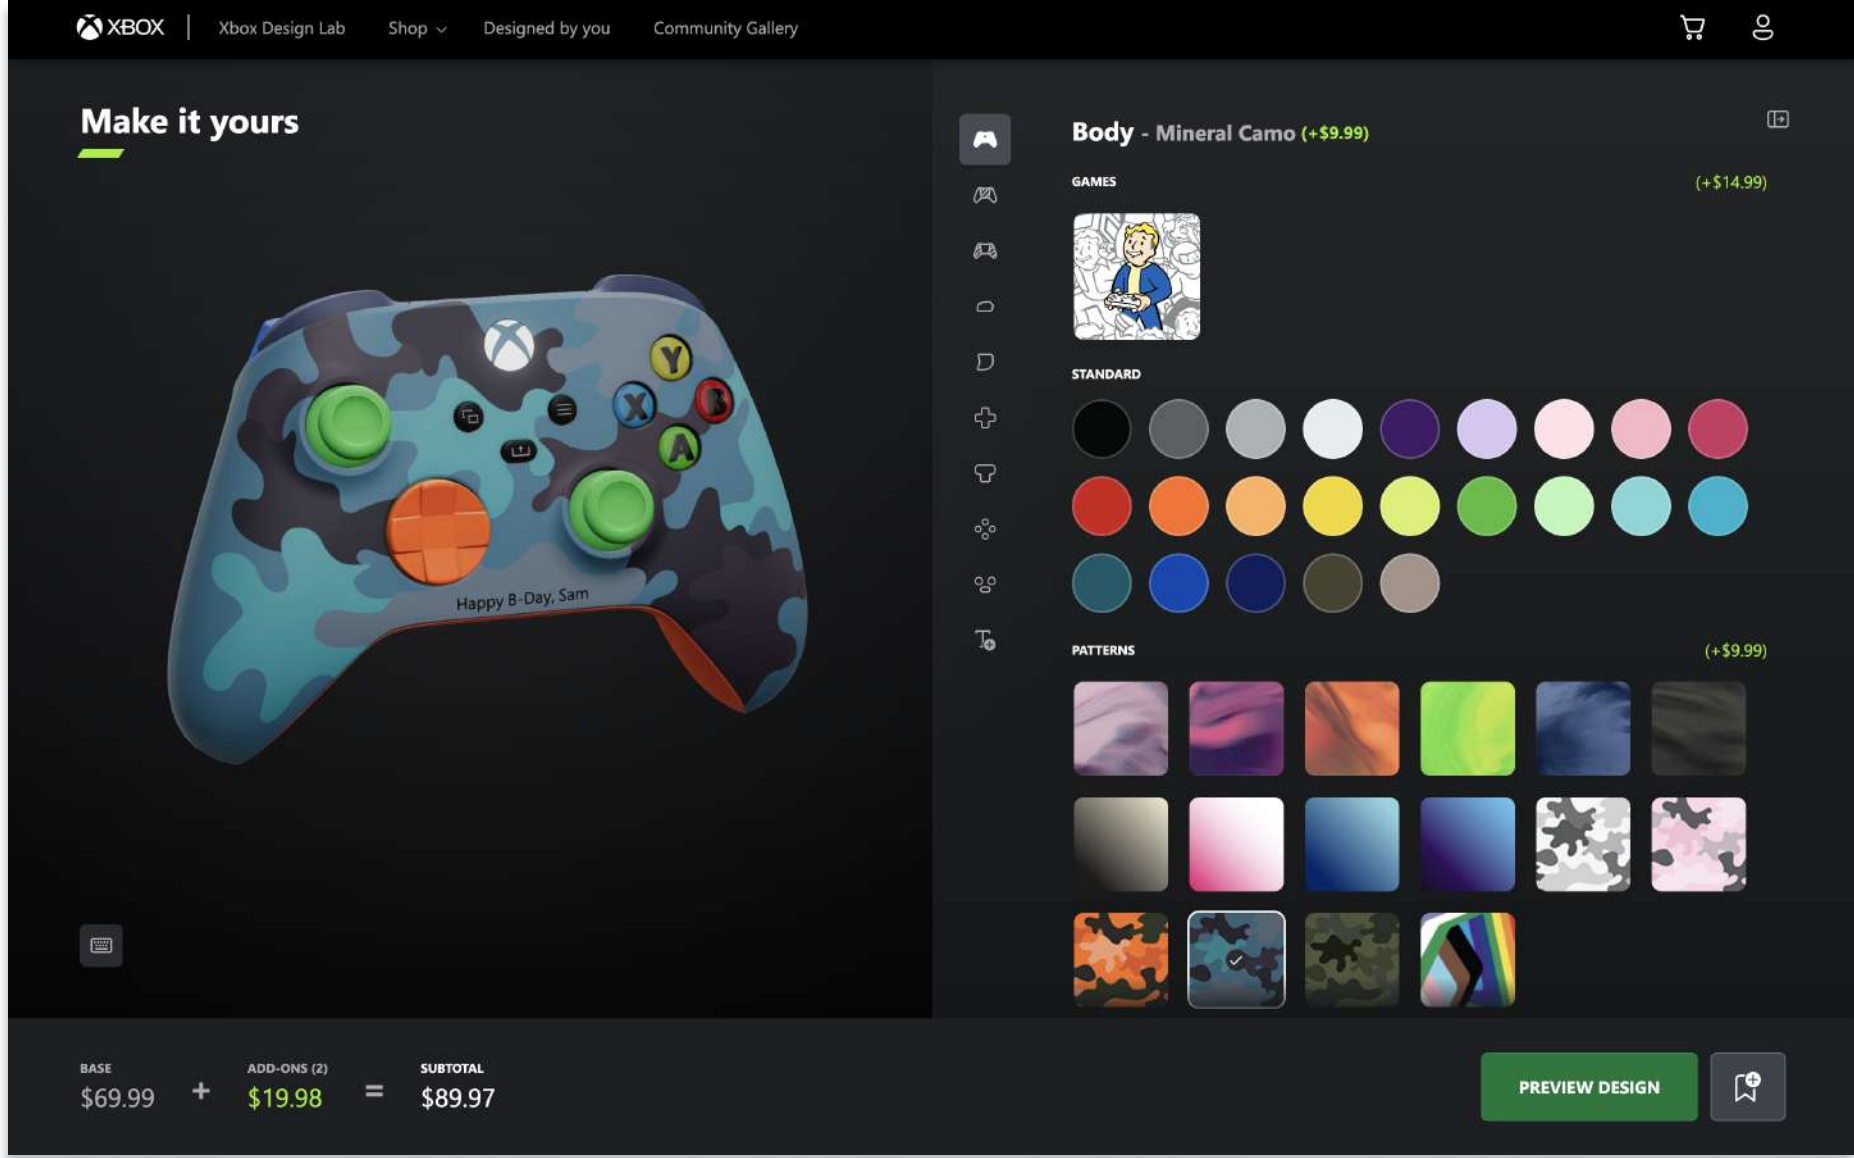 XBOX
Xbox Design Lab
Shop
Designed by you
Community Gallery
Make it yours
Body - Mineral Camo (+$9.99)
GAMES
(+$14.99)
STANDARD
Y
X
B
A
Happy B-Day, Sam
PATTERNS
(+$9.99)
BASE
$69.99
+
ADD-ONS (2)
$19.98
=
SUBTOTAL
$89.97
PREVIEW DESIGN